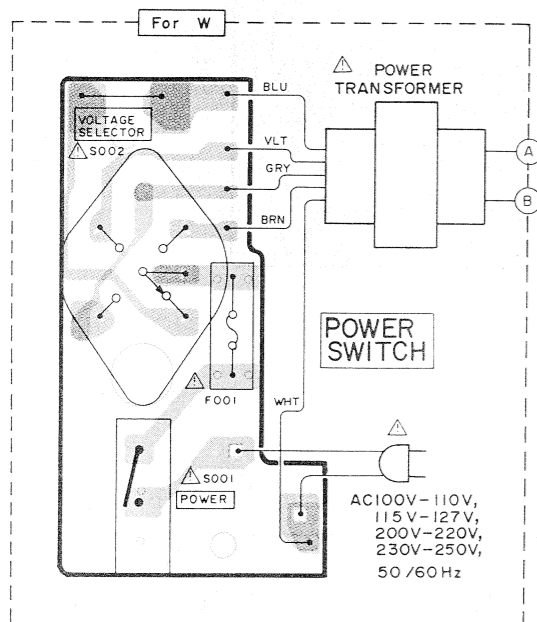 For W
POWER
TRANSFORMER
BLU
VOLTAGE
SELECTOR
S002
VLT
GRY
BRN
A
B
POWER
SWITCH
F001
WHT
S001
POWER
AC100V-110V,
115V-127V,
200V-220V,
230V-250V,
50/60Hz